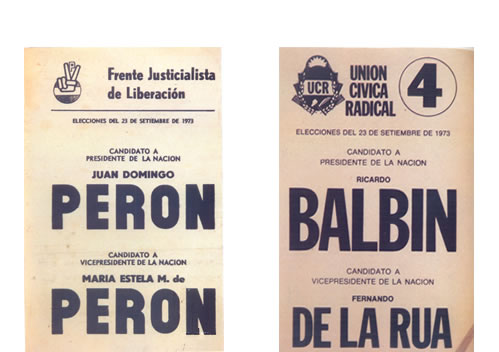 Frente Justicialista
de Liberación
ELECCIONES DEL 23 DE SETIEMBRE DE 1973
CANDIDATO A
PRESIDENTE DE LA NACION
JUAN DOMINGO
PERON
CANDIDATO A
VICEPRESIDENTE DE LA NACION
MARIA ESTELA M. de
PERON
UCR
UNION
CIVICA
RADICAL
4
ELECCIONES DEL 23 DE SETIEMBRE DE 1973
CANDIDATO A
PRESIDENTE DE LA NACION
RICARDO
BALBIN
CANDIDATO A
VICEPRESIDENTE DE LA NACION
FERNANDO
DE LA RUA